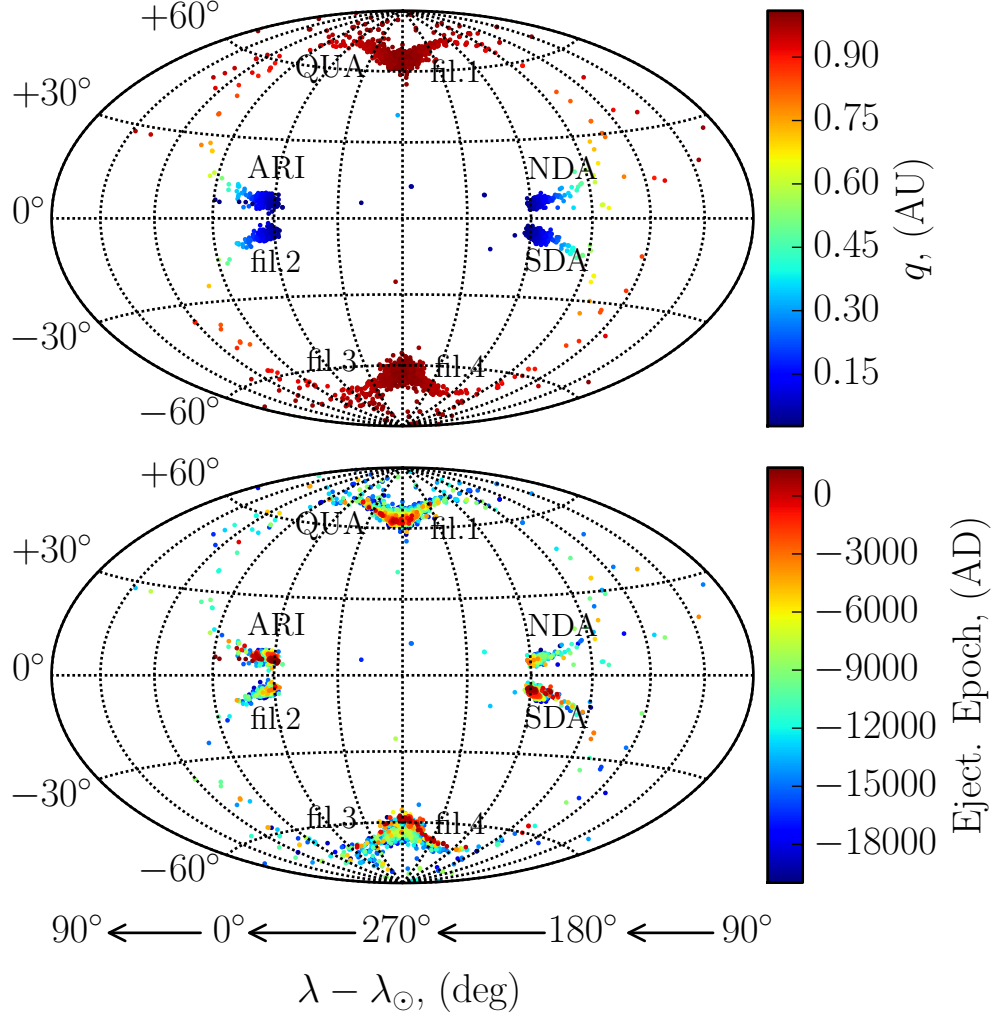 +60°
+30°
0°
−30°
−60°
QUA
fil.1
ARI
NDA
fil.2
SDA
fil.3
fil.4
0.90
0.75
0.60
0.45
0.30
0.15
q, (AU)
+60°
+30°
0°
−30°
−60°
QUA
fil.1
ARI
NDA
fil.2
SDA
fil.3
fil.4
0
−3000
−6000
−9000
−12000
−15000
−18000
Eject. Epoch, (AD)
90° ← 0° ← 270° ← 180° ← 90°
λ − λ☉, (deg)